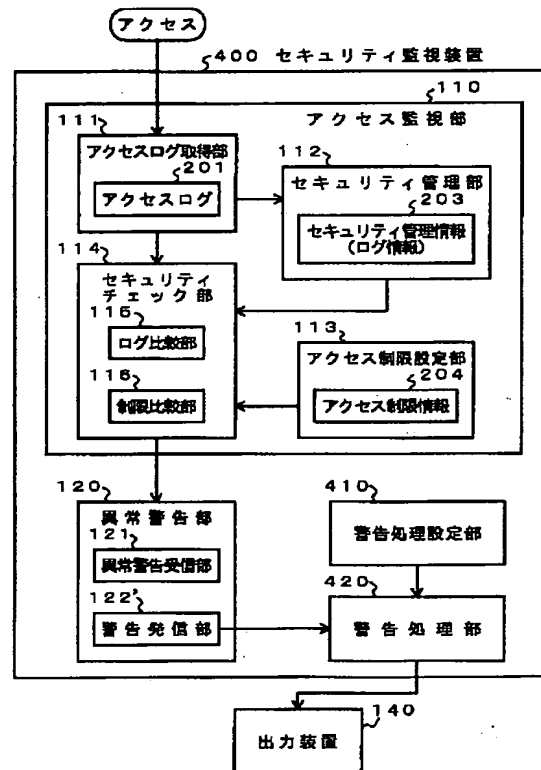 アクセス
400 セキュリティ監視装置
110
アクセス監視部
111
アクセスログ取得部
201
アクセスログ
112
セキュリティ管理部
203
セキュリティ管理情報
(ログ情報)
114
セキュリティ
チェック部
115
ログ比較部
116
制限比較部
113
アクセス制限設定部
204
アクセス制限情報
120
異常警告部
121
異常警告受信部
122'
警告発信部
410
警告処理設定部
420
警告処理部
140
出力装置